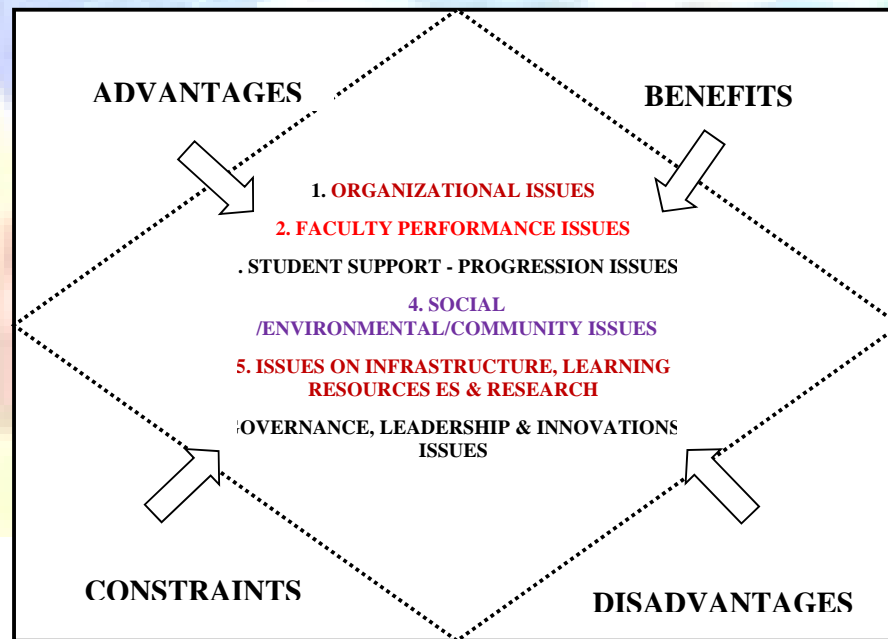 ADVANTAGES
BENEFITS
1. ORGANIZATIONAL ISSUES
2. FACULTY PERFORMANCE ISSUES
. STUDENT SUPPORT - PROGRESSION ISSUES
4. SOCIAL
/ENVIRONMENTAL/COMMUNITY ISSUES
5. ISSUES ON INFRASTRUCTURE, LEARNING
RESOURCES ES & RESEARCH
GOVERNANCE, LEADERSHIP & INNOVATIONS
ISSUES
CONSTRAINTS
DISADVANTAGES